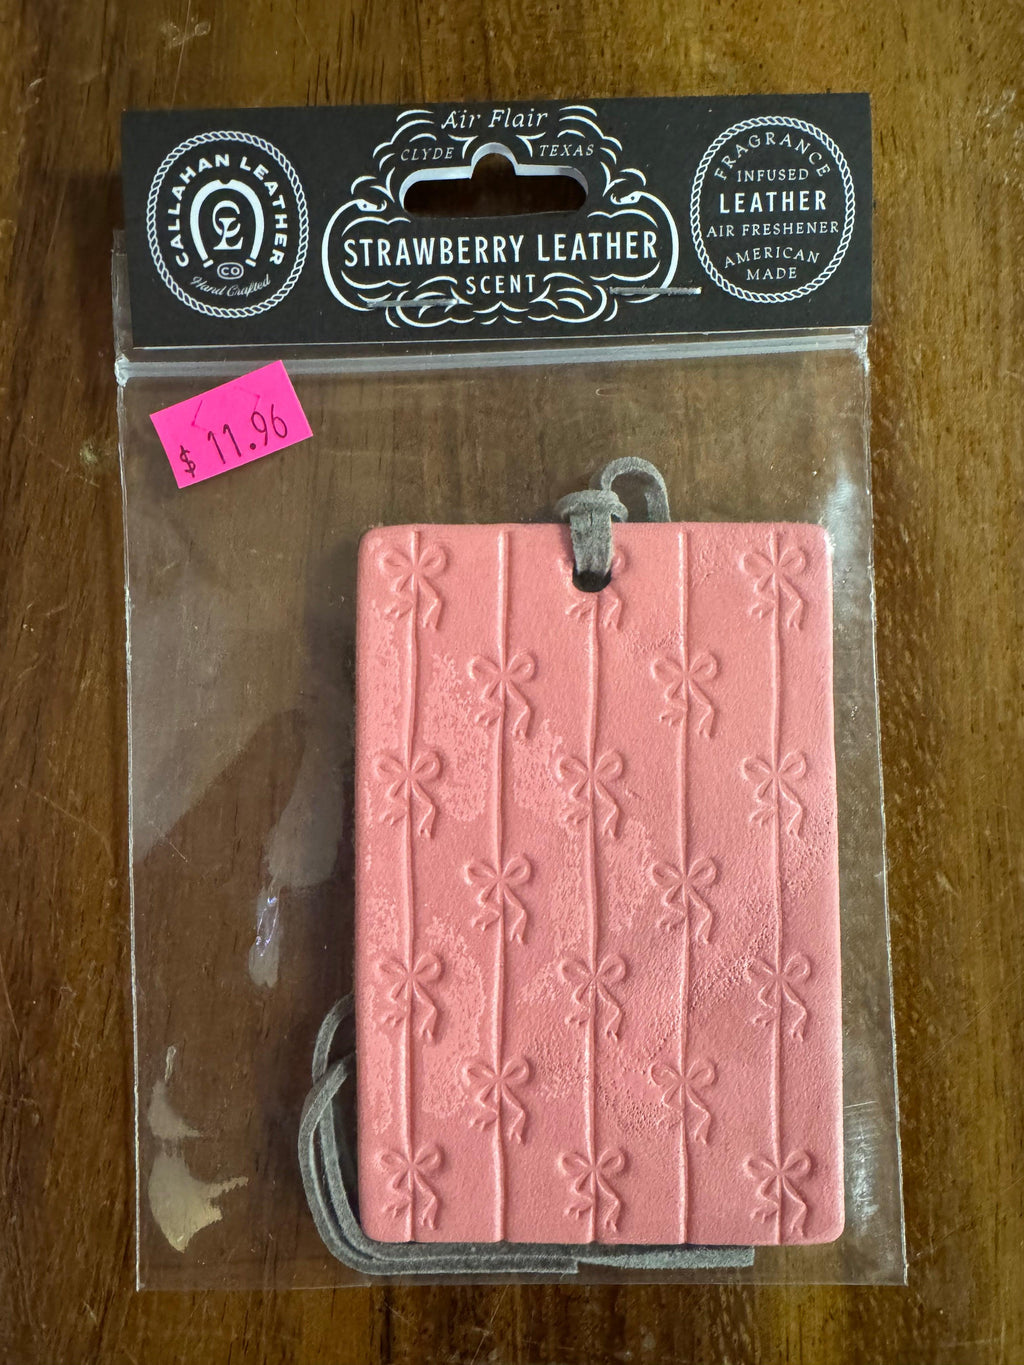 CALLAHAN LEATHER
CL
CO
Hand Crafted
Air Flair
CLYDE TEXAS
STRAWBERRY LEATHER
SCENT
FRAGRANCE
INFUSED
LEATHER
AIR FRESHENER
AMERICAN
MADE
$ 11.96